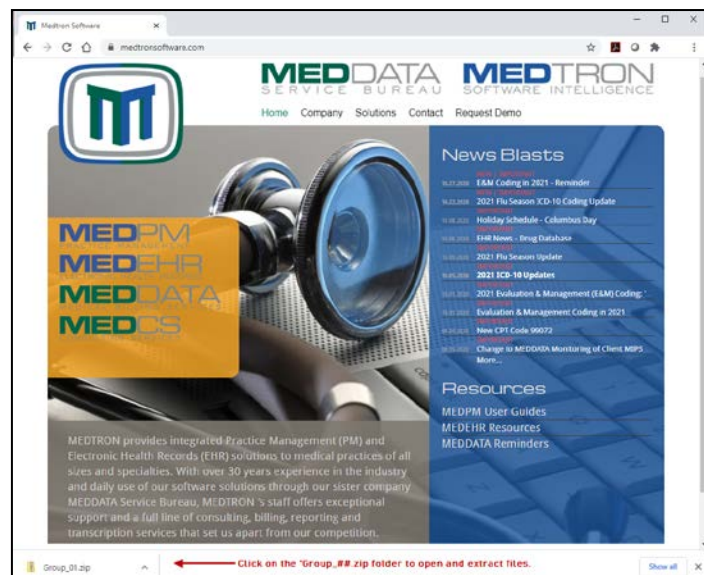 Medtron Software
medtronsoftware.com
MEDDATA
SERVICE BUREAU
MEDTRON
SOFTWARE INTELLIGENCE
Home Company Solutions Contact Request Demo
News Blasts
E&M Coding in 2021 - Reminder
2021 Flu Season ICD-10 Coding Update
Holiday Schedule - Columbus Day
EHR News - Drug Database
2021 Flu Season Update
2021 ICD-10 Updates
2021 Evaluation & Management (E&M) Coding:
Evaluation & Management Coding in 2021
New CPT Code 99072
Change to MEDDATA Monitoring of Client MIPS
More...
MEDPM
PRACTICE MANAGEMENT
MEDEHR
MEDDATA
MEDCS
Resources
MEDPM User Guides
MEDEHR Resources
MEDDATA Reminders
MEDTRON provides integrated Practice Management (PM) and
Electronic Health Records (EHR) solutions to medical practices of all
sizes and specialties. With over 30 years experience in the industry
and daily use of our software solutions through our sister company
MEDDATA Service Bureau, MEDTRON 's staff offers exceptional
support and a full line of consulting, billing, reporting and
transcription services that set us apart from our competition.
Group_01.zip
Click on the 'Group_##.zip folder to open and extract files.
Show all